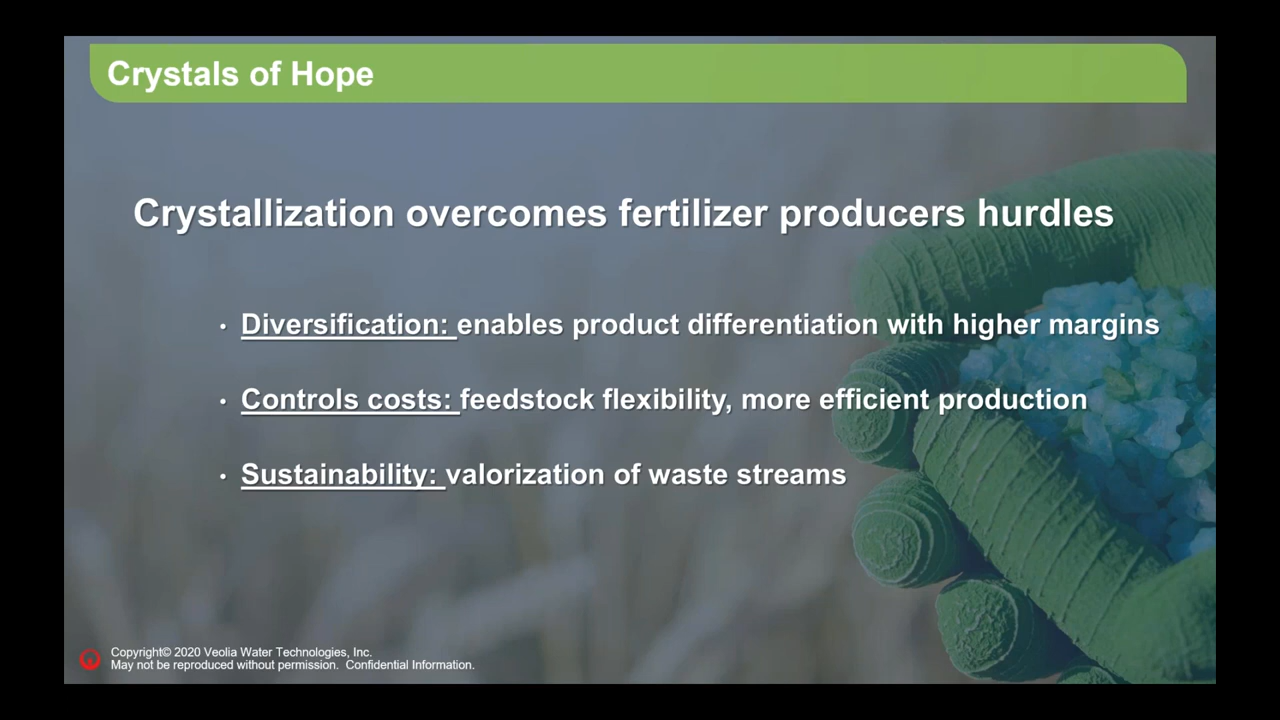 Crystals of Hope
Crystallization overcomes fertilizer producers hurdles
• Diversification: enables product differentiation with higher margins
• Controls costs: feedstock flexibility, more efficient production
• Sustainability: valorization of waste streams
Copyright© 2020 Veolia Water Technologies, Inc.
May not be reproduced without permission. Confidential Information.